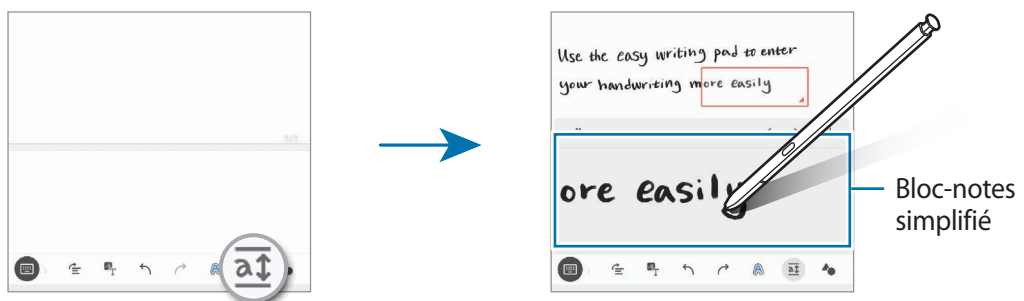 Use the easy writing pad to enter
your handwriting more easily
ore easily
Bloc-notes
simplifié